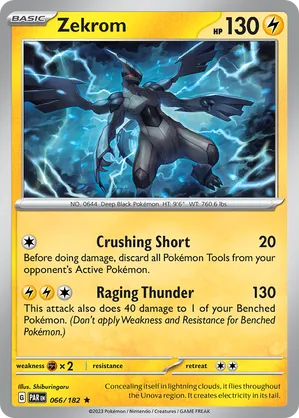 BASIC Zekrom HP 130
NO. 0644 Deep Black Pokémon HT: 9'6" WT: 760.6 lbs.
Crushing Short 20
Before doing damage, discard all Pokémon Tools from your
opponent's Active Pokémon.
Raging Thunder 130
This attack also does 40 damage to 1 of your Benched
Pokémon. (Don't apply Weakness and Resistance for Benched
Pokémon.)
weakness × 2 resistance retreat
Illus. Shiburingaru
G PAR EN 066/182 ★
Concealing itself in lightning clouds, it flies throughout
the Unova region. It creates electricity in its tail.
©2023 Pokémon / Nintendo / Creatures / GAME FREAK